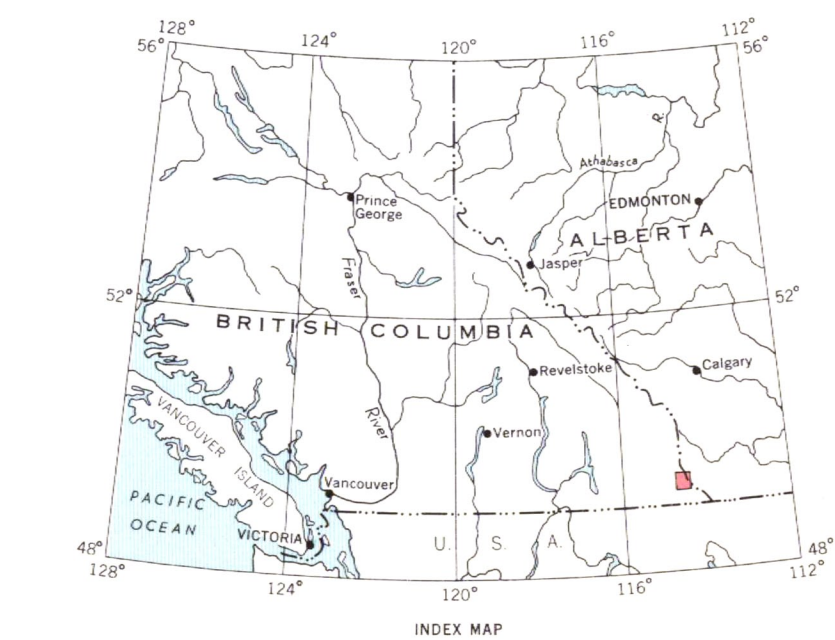 128°
124°
120°
116°
112°
56°
56°
R.
Athabasca
Prince
George
EDMONTON
ALBERTA
Jasper
Fraser
52°
52°
BRITISH COLUMBIA
Revelstoke
Calgary
VANCOUVER ISLAND
River
Vernon
Vancouver
PACIFIC
OCEAN
VICTORIA
U. S. A.
48°
48°
128°
124°
120°
116°
112°
INDEX MAP